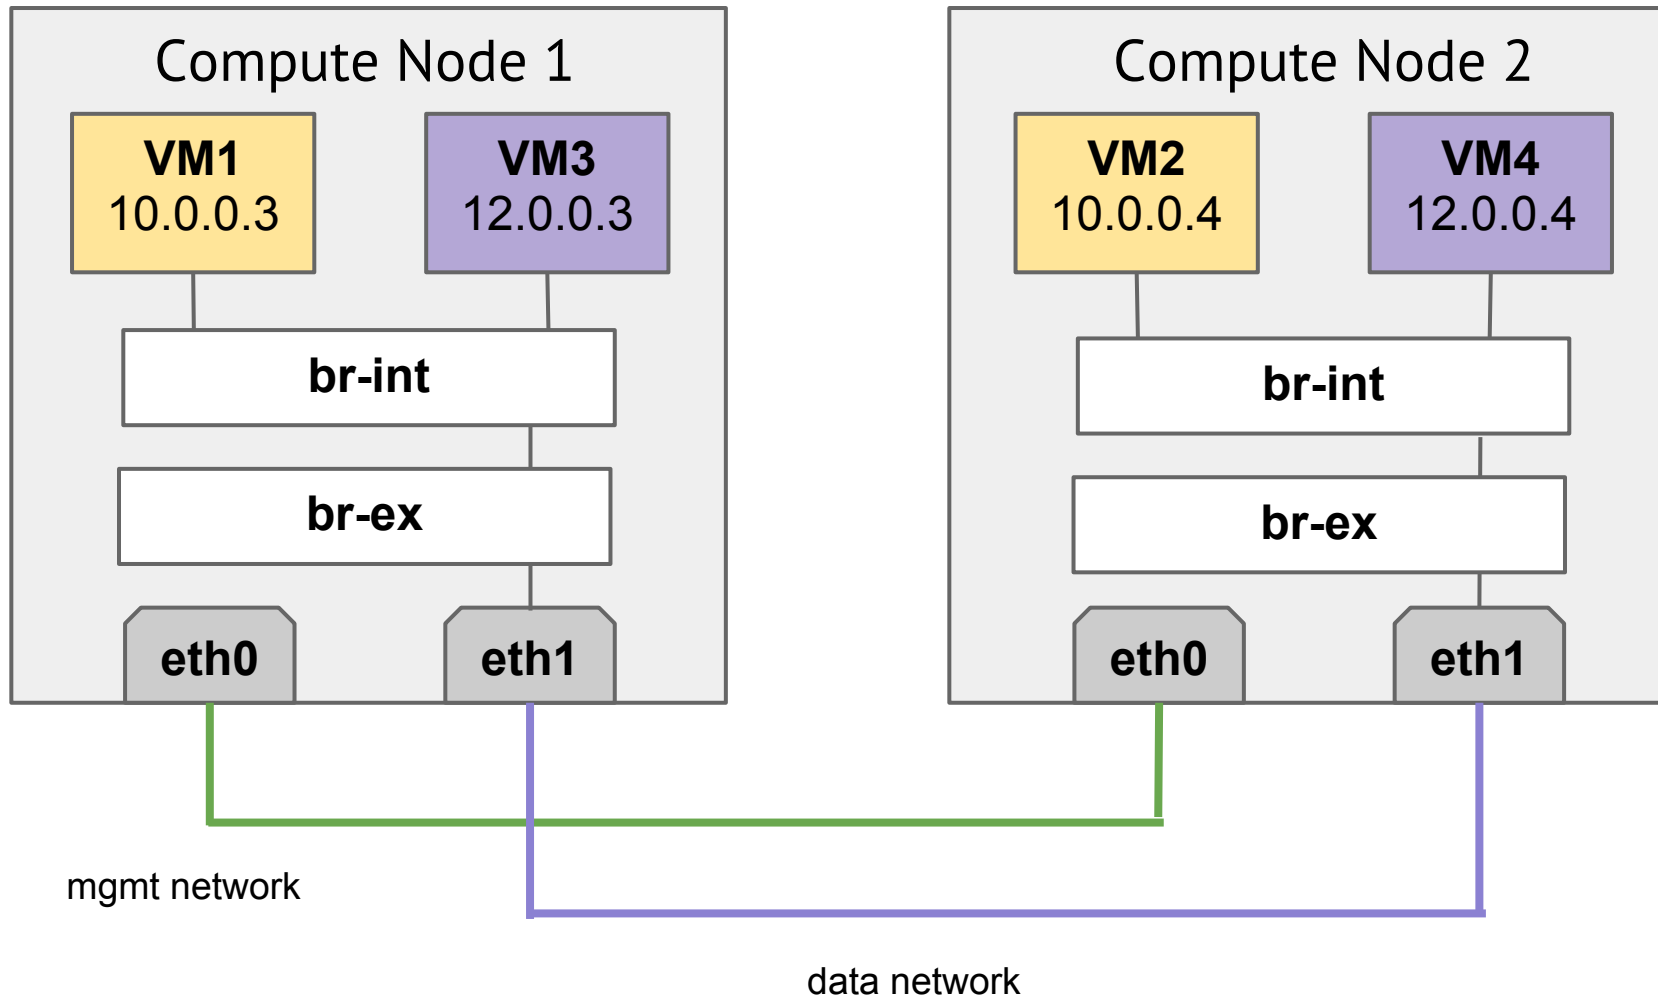 Compute Node 1
VM1
10.0.0.3
VM3
12.0.0.3
br-int
br-ex
eth0
eth1
Compute Node 2
VM2
10.0.0.4
VM4
12.0.0.4
br-int
br-ex
eth0
eth1
mgmt network
data network